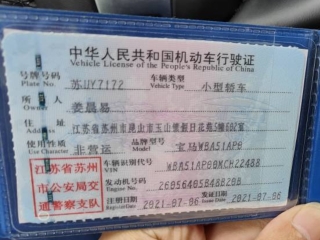 中华人民共和国机动车行驶证
Vehicle License of the People's Republic of China
号牌号码 苏UY7172 车辆类型 小型轿车
Plate No. Vehicle Type
所有人
Owner
住址 江苏省苏州市昆山市玉山镇
Address
使用性质 非营运 品牌型号 宝马WBA51AP0
Use Character Model
江苏省苏州
市公安局交
通警察支队
车辆识别代号 WBA51AP00MCH22488
VIN
发动机号码
Engine No.
注册日期 2021-07-06 发证日期 2021-07-06
Register Date Issue Date